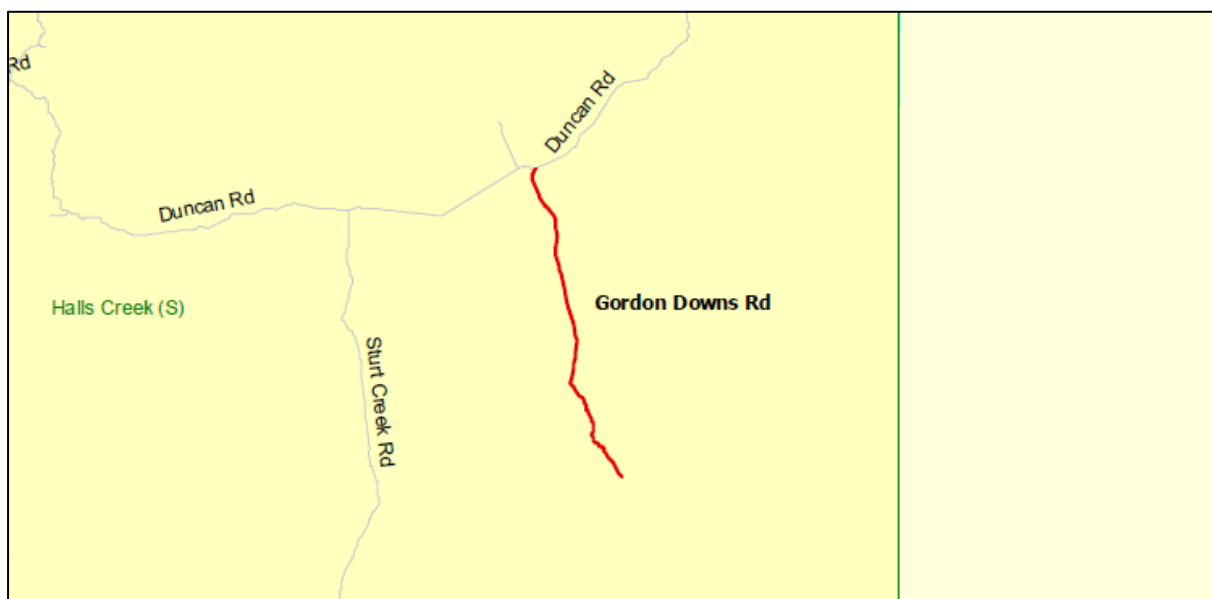 Rd
Duncan Rd
Duncan Rd
Halls Creek (S)
Gordon Downs Rd
Sturt Creek Rd